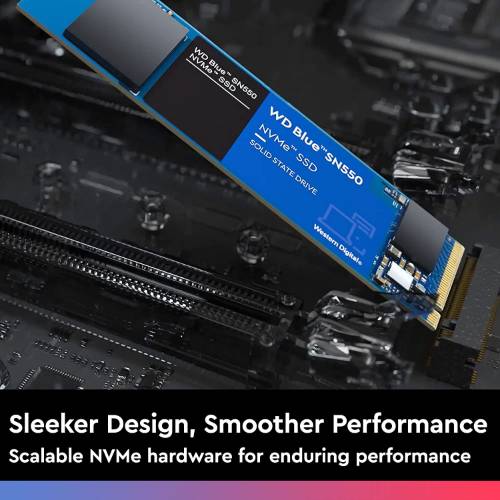 WD Blue™ SN550
NVMe™ SSD
WD Blue™ SN550
NVMe™ SSD
SOLID STATE DRIVE
Western Digital®
Sleeker Design, Smoother Performance
Scalable NVMe hardware for enduring performance